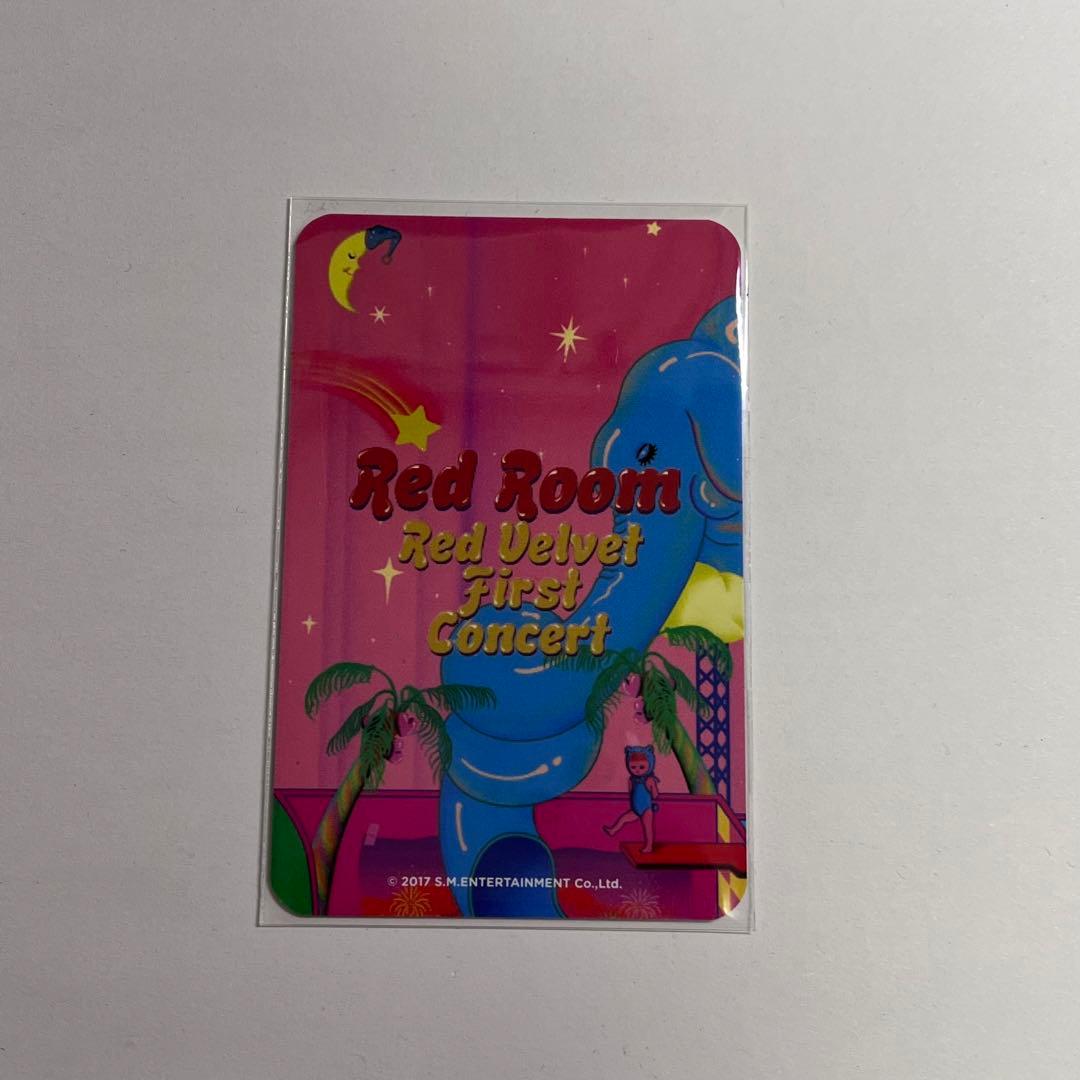 Red Room
Red Velvet
First
Concert
© 2017 S.M.ENTERTAINMENT Co.,Ltd.